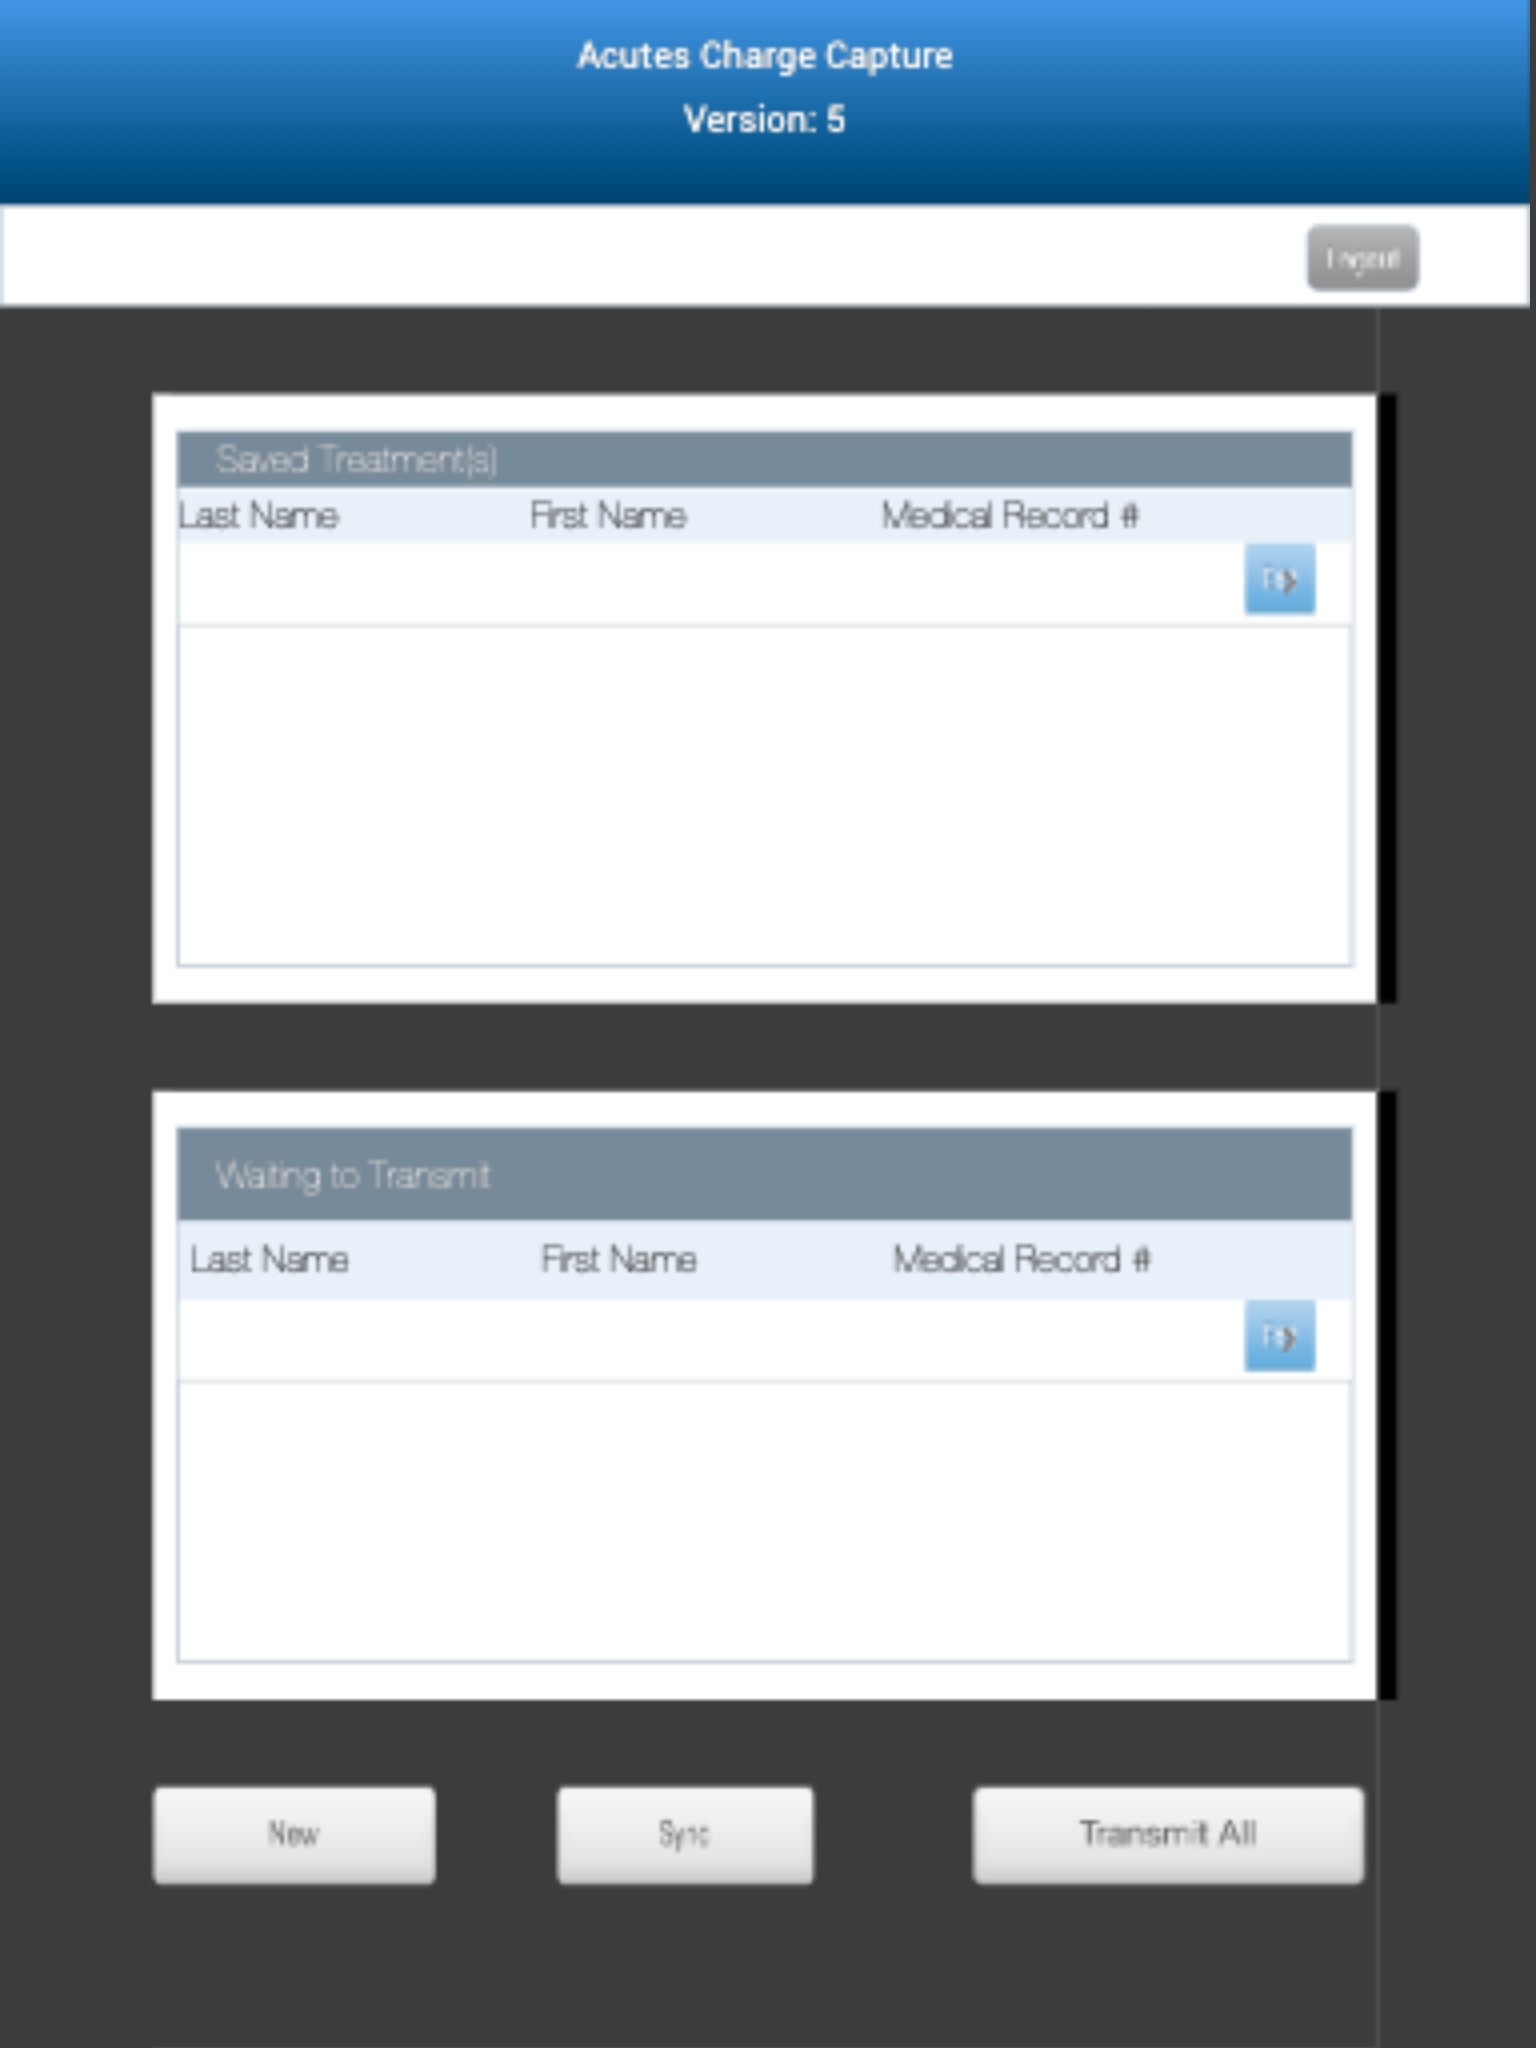 Acutes Charge Capture
Version: 5
Logout
Saved Treatment(s)
Last Name First Name Medical Record #
Waiting to Transmit
Last Name First Name Medical Record #
New Sync Transmit All